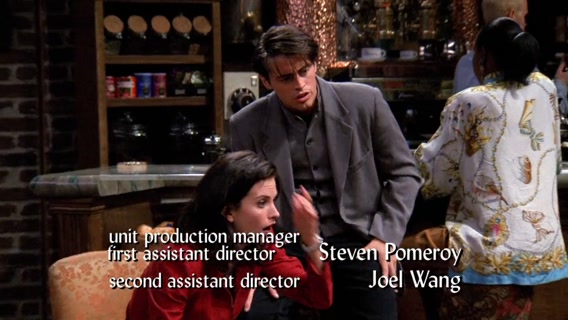 unit production manager
first assistant director Steven Pomeroy
second assistant director Joel Wang